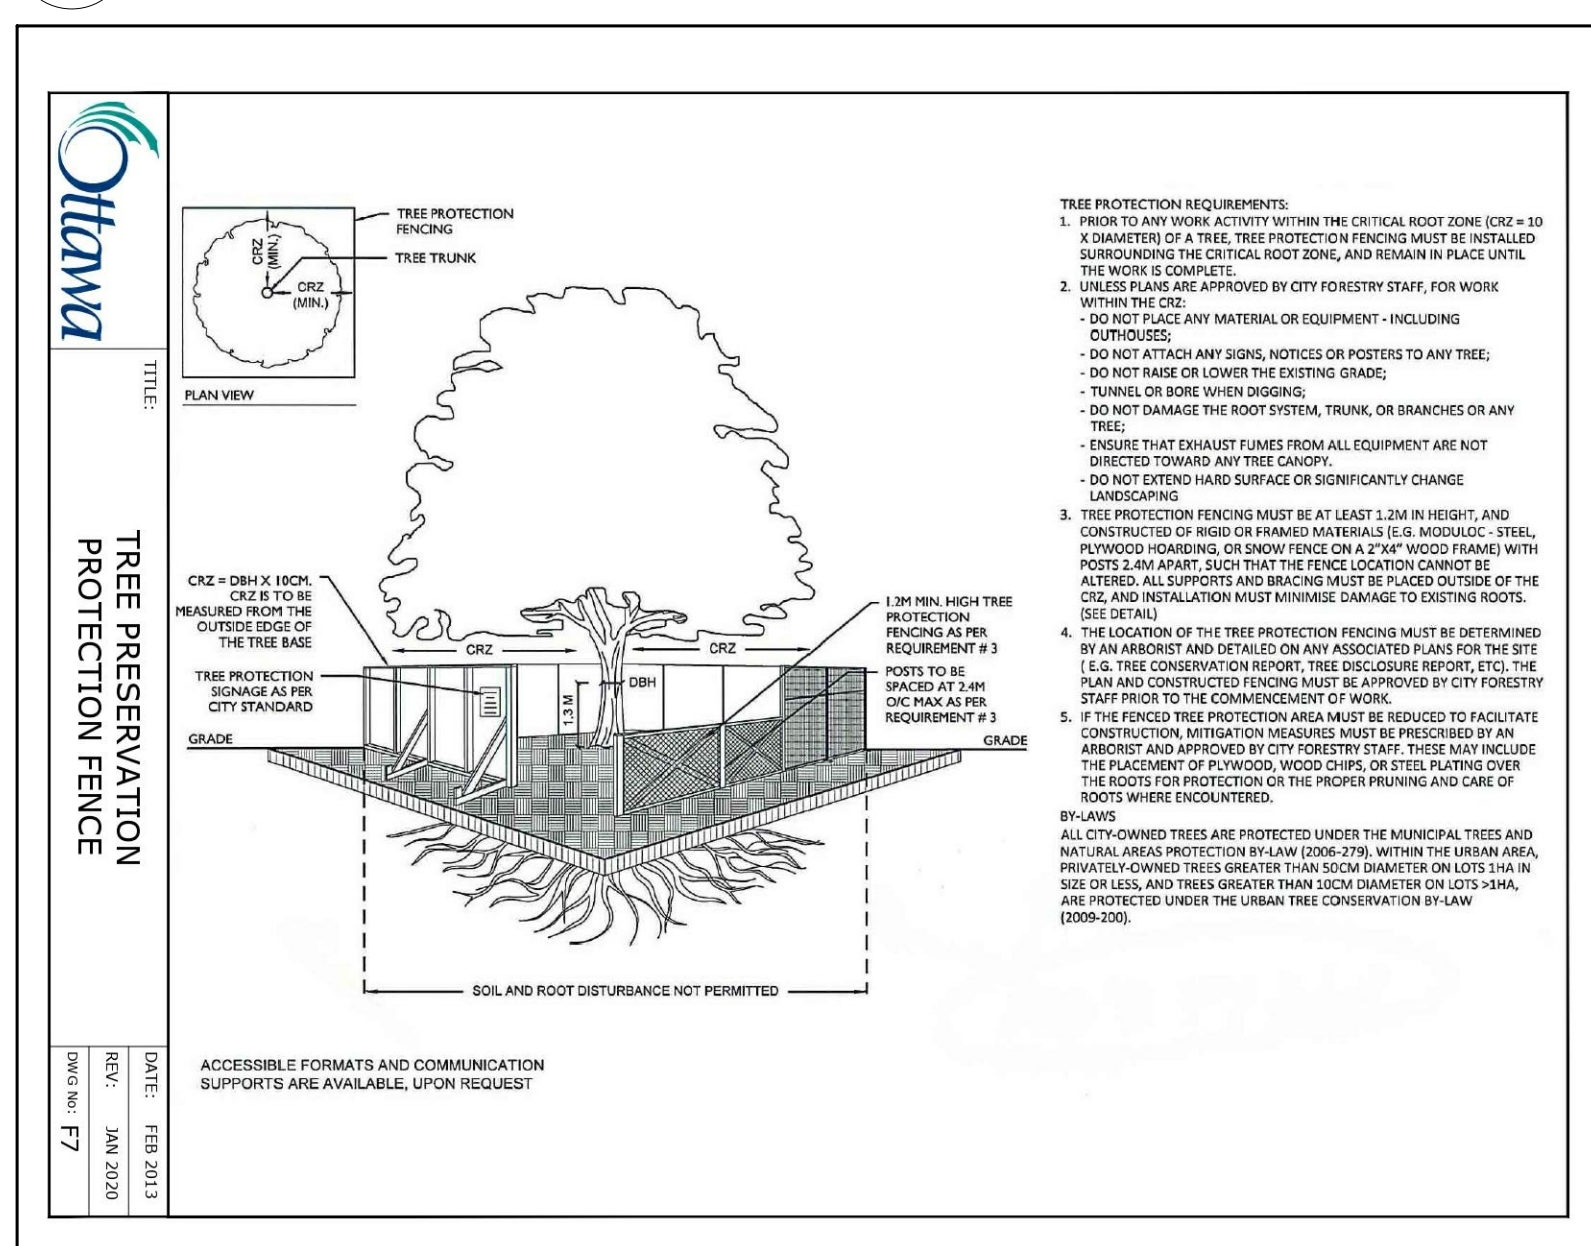 Ottawa
TITLE:
TREE PRESERVATION
PROTECTION FENCE
DATE: FEB 2013
REV: JAN 2020
DWG No: F7
TREE PROTECTION
FENCING
TREE TRUNK
CRZ
(MIN.)
CRZ
(MIN.)
PLAN VIEW
CRZ = DBH X 10CM.
CRZ IS TO BE
MEASURED FROM THE
OUTSIDE EDGE OF
THE TREE BASE
TREE PROTECTION
SIGNAGE AS PER
CITY STANDARD
GRADE
CRZ
CRZ
DBH
1.3 M
1.2M MIN. HIGH TREE
PROTECTION
FENCING AS PER
REQUIREMENT # 3
POSTS TO BE
SPACED AT 2.4M
O/C MAX AS PER
REQUIREMENT # 3
GRADE
SOIL AND ROOT DISTURBANCE NOT PERMITTED
ACCESSIBLE FORMATS AND COMMUNICATION
SUPPORTS ARE AVAILABLE, UPON REQUEST
TREE PROTECTION REQUIREMENTS:
1. PRIOR TO ANY WORK ACTIVITY WITHIN THE CRITICAL ROOT ZONE (CRZ = 10
X DIAMETER) OF A TREE, TREE PROTECTION FENCING MUST BE INSTALLED
SURROUNDING THE CRITICAL ROOT ZONE, AND REMAIN IN PLACE UNTIL
THE WORK IS COMPLETE.
2. UNLESS PLANS ARE APPROVED BY CITY FORESTRY STAFF, FOR WORK
WITHIN THE CRZ:
- DO NOT PLACE ANY MATERIAL OR EQUIPMENT - INCLUDING
OUTHOUSES;
- DO NOT ATTACH ANY SIGNS, NOTICES OR POSTERS TO ANY TREE;
- DO NOT RAISE OR LOWER THE EXISTING GRADE;
- TUNNEL OR BORE WHEN DIGGING;
- DO NOT DAMAGE THE ROOT SYSTEM, TRUNK, OR BRANCHES OR ANY
TREE;
- ENSURE THAT EXHAUST FUMES FROM ALL EQUIPMENT ARE NOT
DIRECTED TOWARD ANY TREE CANOPY.
- DO NOT EXTEND HARD SURFACE OR SIGNIFICANTLY CHANGE
LANDSCAPING
3. TREE PROTECTION FENCING MUST BE AT LEAST 1.2M IN HEIGHT, AND
CONSTRUCTED OF RIGID OR FRAMED MATERIALS (E.G. MODULOC - STEEL,
PLYWOOD HOARDING, OR SNOW FENCE ON A 2"X4" WOOD FRAME) WITH
POSTS 2.4M APART, SUCH THAT THE FENCE LOCATION CANNOT BE
ALTERED. ALL SUPPORTS AND BRACING MUST BE PLACED OUTSIDE OF THE
CRZ, AND INSTALLATION MUST MINIMISE DAMAGE TO EXISTING ROOTS.
(SEE DETAIL)
4. THE LOCATION OF THE TREE PROTECTION FENCING MUST BE DETERMINED
BY AN ARBORIST AND DETAILED ON ANY ASSOCIATED PLANS FOR THE SITE
( E.G. TREE CONSERVATION REPORT, TREE DISCLOSURE REPORT, ETC). THE
PLAN AND CONSTRUCTED FENCING MUST BE APPROVED BY CITY FORESTRY
STAFF PRIOR TO THE COMMENCEMENT OF WORK.
5. IF THE FENCED TREE PROTECTION AREA MUST BE REDUCED TO FACILITATE
CONSTRUCTION, MITIGATION MEASURES MUST BE PRESCRIBED BY AN
ARBORIST AND APPROVED BY CITY FORESTRY STAFF. THESE MAY INCLUDE
THE PLACEMENT OF PLYWOOD, WOOD CHIPS, OR STEEL PLATING OVER
THE ROOTS FOR PROTECTION OR THE PROPER PRUNING AND CARE OF
ROOTS WHERE ENCOUNTERED.
BY-LAWS
ALL CITY-OWNED TREES ARE PROTECTED UNDER THE MUNICIPAL TREES AND
NATURAL AREAS PROTECTION BY-LAW (2006-279). WITHIN THE URBAN AREA,
PRIVATELY-OWNED TREES GREATER THAN 50CM DIAMETER ON LOTS 1HA IN
SIZE OR LESS, AND TREES GREATER THAN 10CM DIAMETER ON LOTS >1HA,
ARE PROTECTED UNDER THE URBAN TREE CONSERVATION BY-LAW
(2009-200).